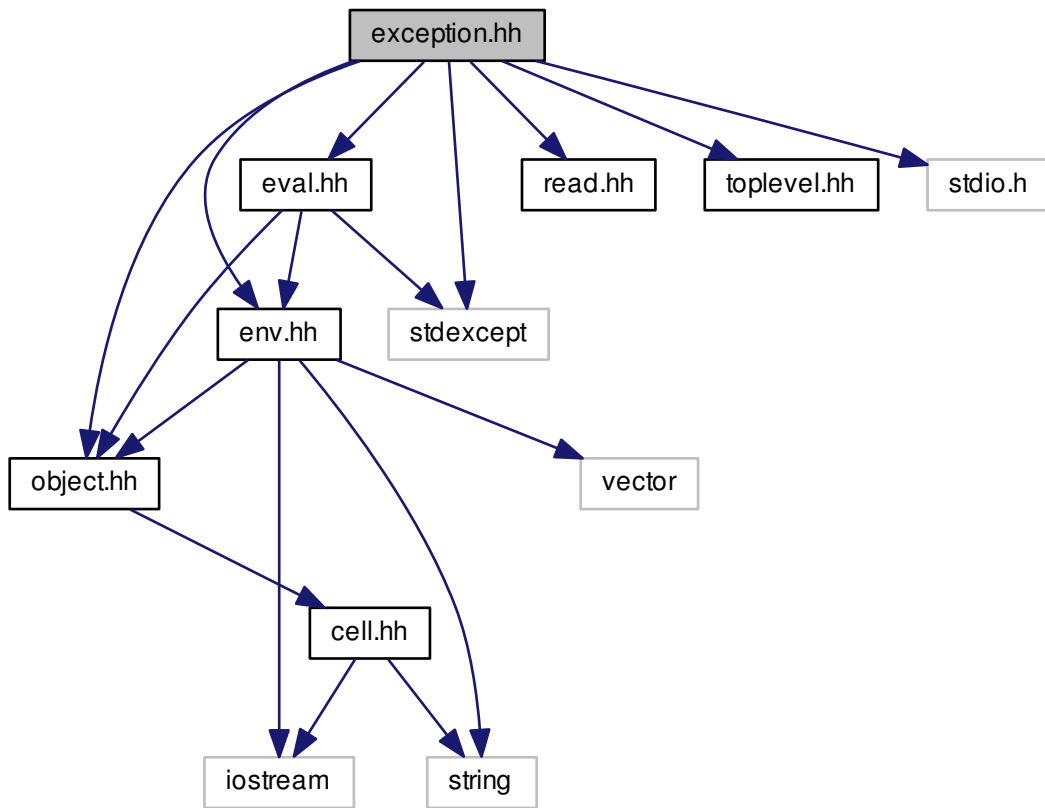 exception.hh
eval.hh
read.hh
toplevel.hh
stdio.h
env.hh
stdexcept
object.hh
vector
cell.hh
iostream
string